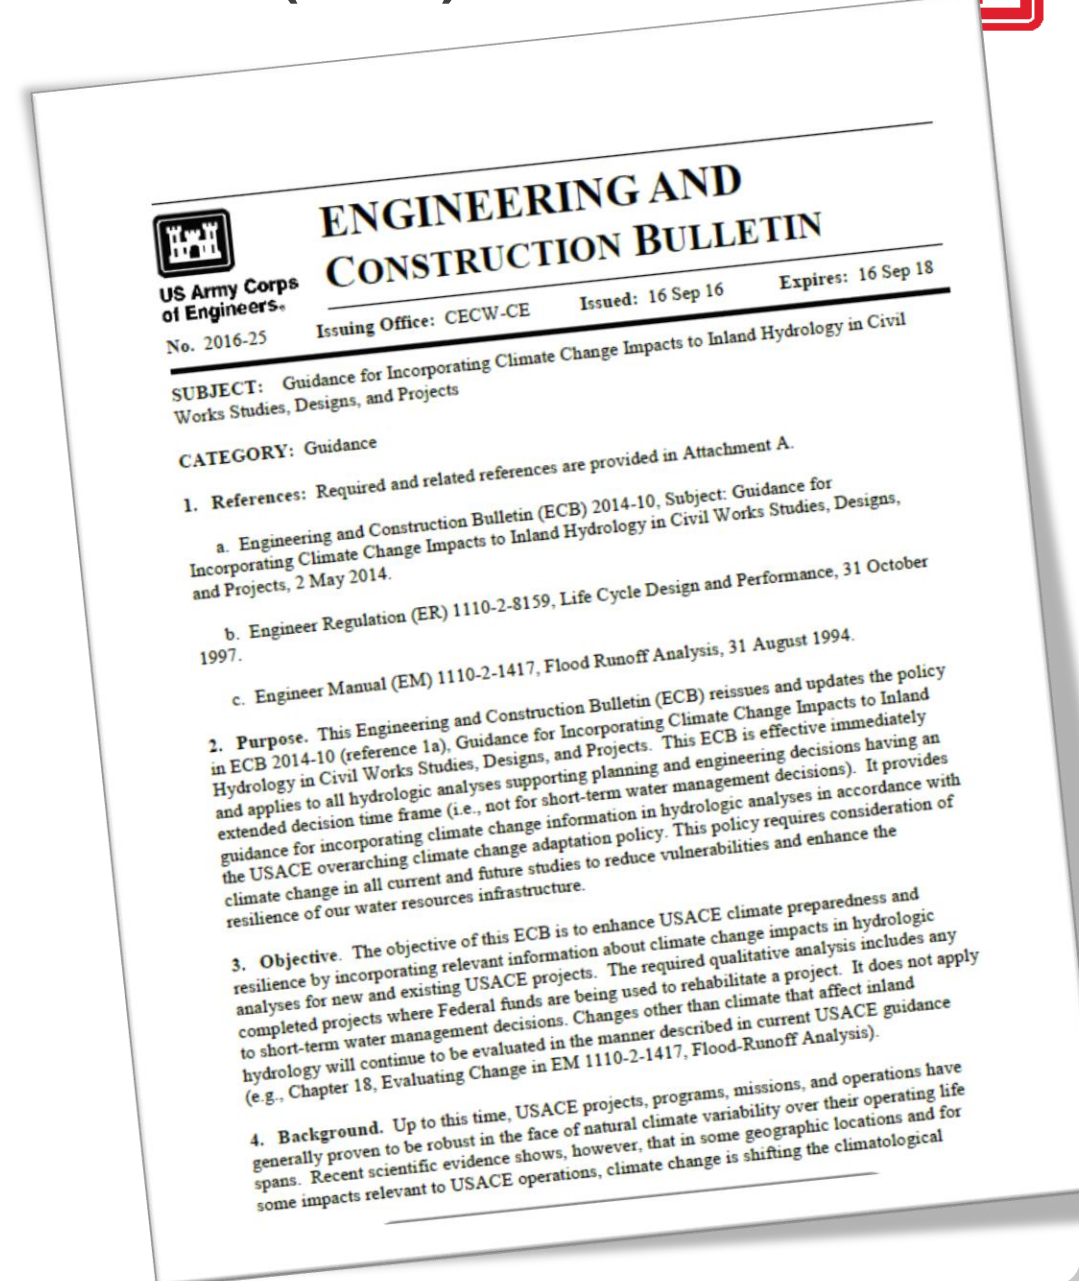 ENGINEERING AND
CONSTRUCTION BULLETIN
US Army Corps
of Engineers®
No. 2016-25 Issuing Office: CECW-CE Issued: 16 Sep 16 Expires: 16 Sep 18
SUBJECT: Guidance for Incorporating Climate Change Impacts to Inland Hydrology in Civil
Works Studies, Designs, and Projects
CATEGORY: Guidance
1. References: Required and related references are provided in Attachment A.
a. Engineering and Construction Bulletin (ECB) 2014-10, Subject: Guidance for
Incorporating Climate Change Impacts to Inland Hydrology in Civil Works Studies, Designs,
and Projects, 2 May 2014.
b. Engineer Regulation (ER) 1110-2-8159, Life Cycle Design and Performance, 31 October
1997.
c. Engineer Manual (EM) 1110-2-1417, Flood Runoff Analysis, 31 August 1994.
2. Purpose. This Engineering and Construction Bulletin (ECB) reissues and updates the policy
in ECB 2014-10 (reference 1a), Guidance for Incorporating Climate Change Impacts to Inland
Hydrology in Civil Works Studies, Designs, and Projects. This ECB is effective immediately
and applies to all hydrologic analyses supporting planning and engineering decisions having an
extended decision time frame (i.e., not for short-term water management decisions). It provides
guidance for incorporating climate change information in hydrologic analyses in accordance with
the USACE overarching climate change adaptation policy. This policy requires consideration of
climate change in all current and future studies to reduce vulnerabilities and enhance the
resilience of our water resources infrastructure.
3. Objective. The objective of this ECB is to enhance USACE climate preparedness and
resilience by incorporating relevant information about climate change impacts in hydrologic
analyses for new and existing USACE projects. The required qualitative analysis includes any
completed projects where Federal funds are being used to rehabilitate a project. It does not apply
to short-term water management decisions. Changes other than climate that affect inland
hydrology will continue to be evaluated in the manner described in current USACE guidance
(e.g., Chapter 18, Evaluating Change in EM 1110-2-1417, Flood-Runoff Analysis).
4. Background. Up to this time, USACE projects, programs, missions, and operations have
generally proven to be robust in the face of natural climate variability over their operating life
spans. Recent scientific evidence shows, however, that in some geographic locations and for
some impacts relevant to USACE operations, climate change is shifting the climatological